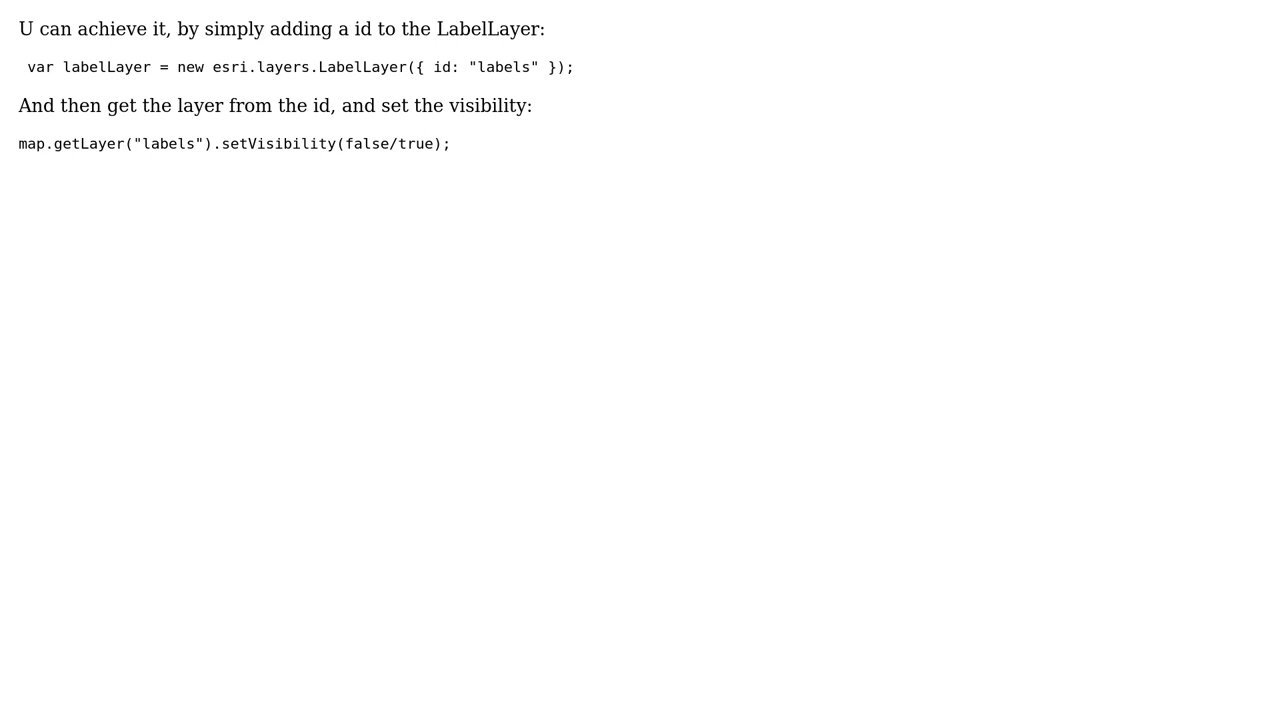 U can achieve it, by simply adding a id to the LabelLayer:
var labelLayer = new esri.layers.LabelLayer({ id: "labels" });
And then get the layer from the id, and set the visibility:
map.getLayer("labels").setVisibility(false/true);